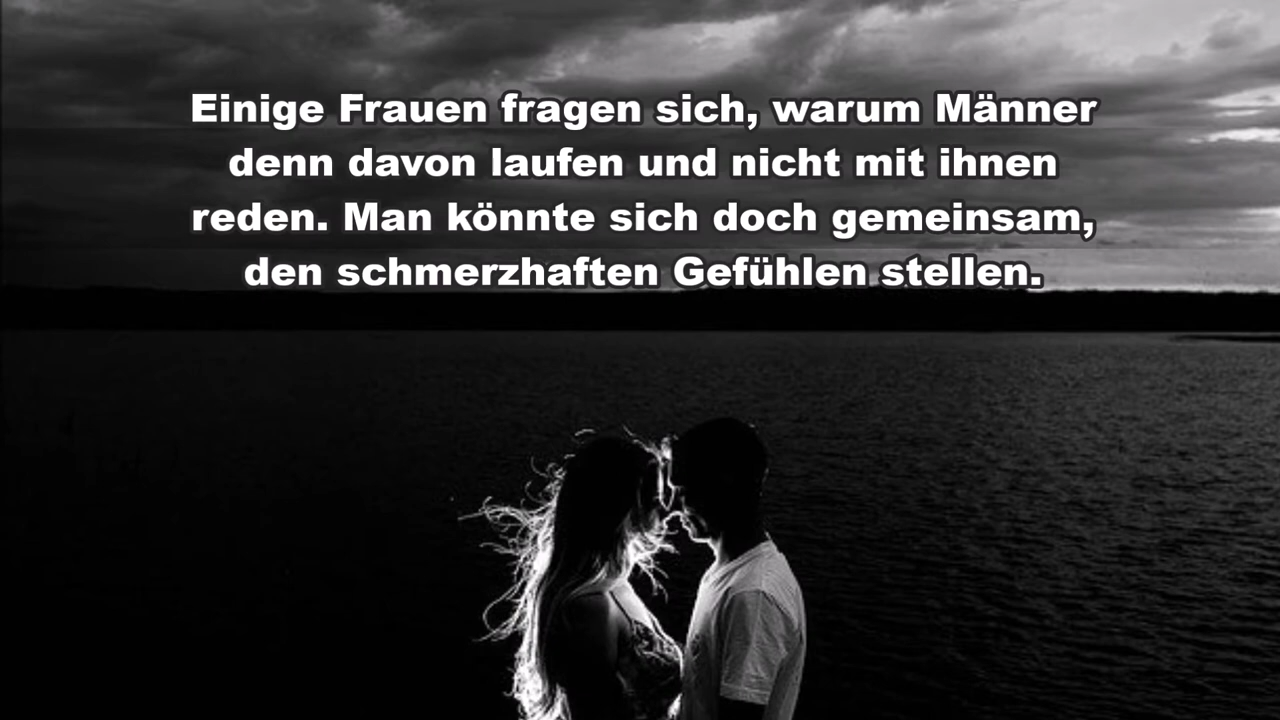 Einige Frauen fragen sich, warum Männer
denn davon laufen und nicht mit ihnen
reden. Man könnte sich doch gemeinsam,
den schmerzhaften Gefühlen stellen.